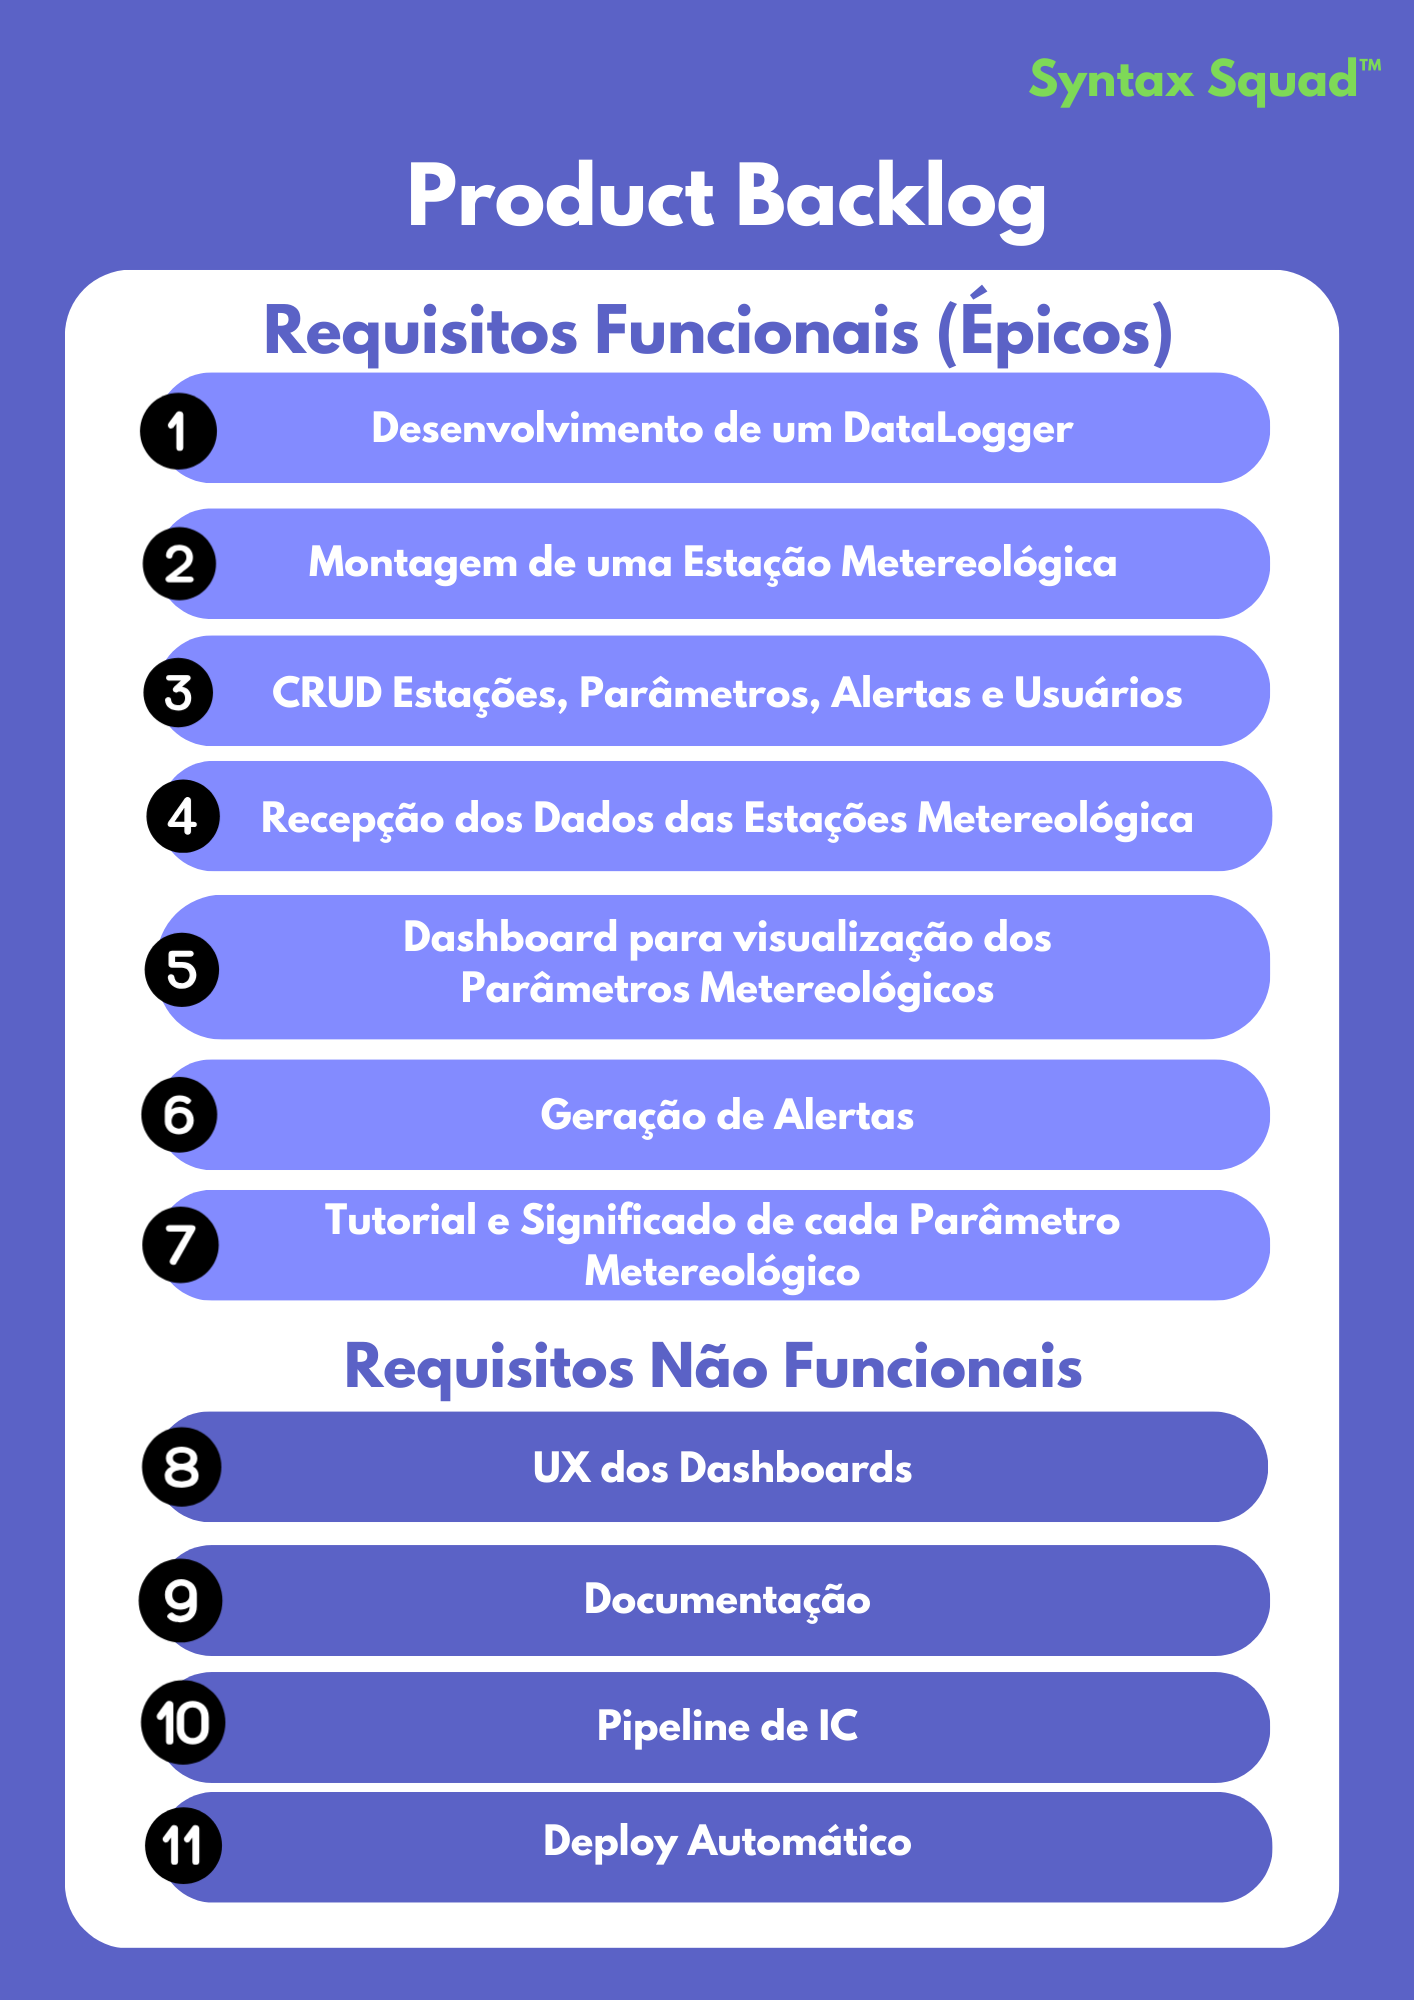 Syntax Squad™
Product Backlog
Requisitos Funcionais (Épicos)
1 Desenvolvimento de um DataLogger
2 Montagem de uma Estação Metereológica
3 CRUD Estações, Parâmetros, Alertas e Usuários
4 Recepção dos Dados das Estações Metereológica
5 Dashboard para visualização dos
Parâmetros Metereológicos
6 Geração de Alertas
7 Tutorial e Significado de cada Parâmetro
Metereológico
Requisitos Não Funcionais
8 UX dos Dashboards
9 Documentação
10 Pipeline de IC
11 Deploy Automático